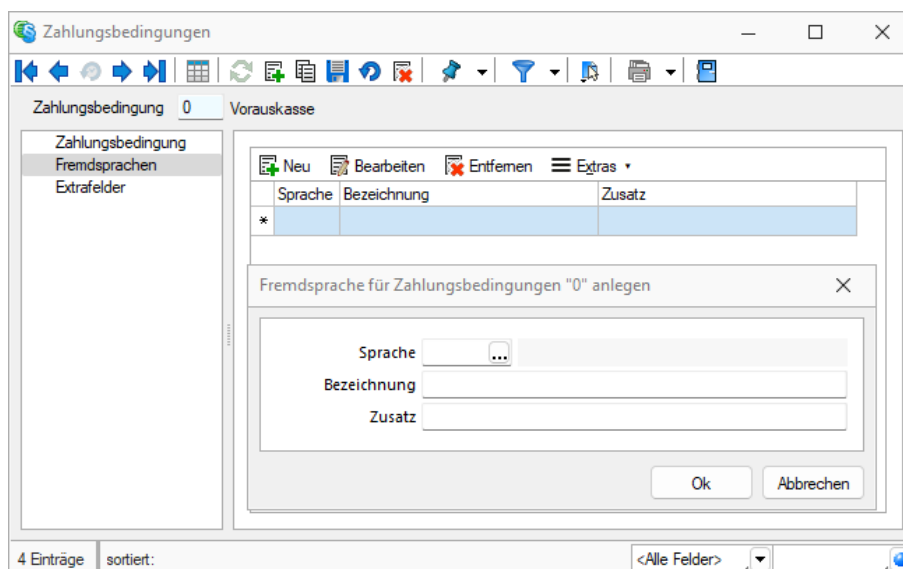 Zahlungsbedingungen
Zahlungsbedingung 0 Vorauskasse
Zahlungsbedingung
Fremdsprachen
Extrafelder
Neu Bearbeiten Entfernen Extras
Sprache Bezeichnung Zusatz
*
Fremdsprache für Zahlungsbedingungen "0" anlegen
Sprache ...
Bezeichnung
Zusatz
Ok Abbrechen
4 Einträge sortiert: <Alle Felder>